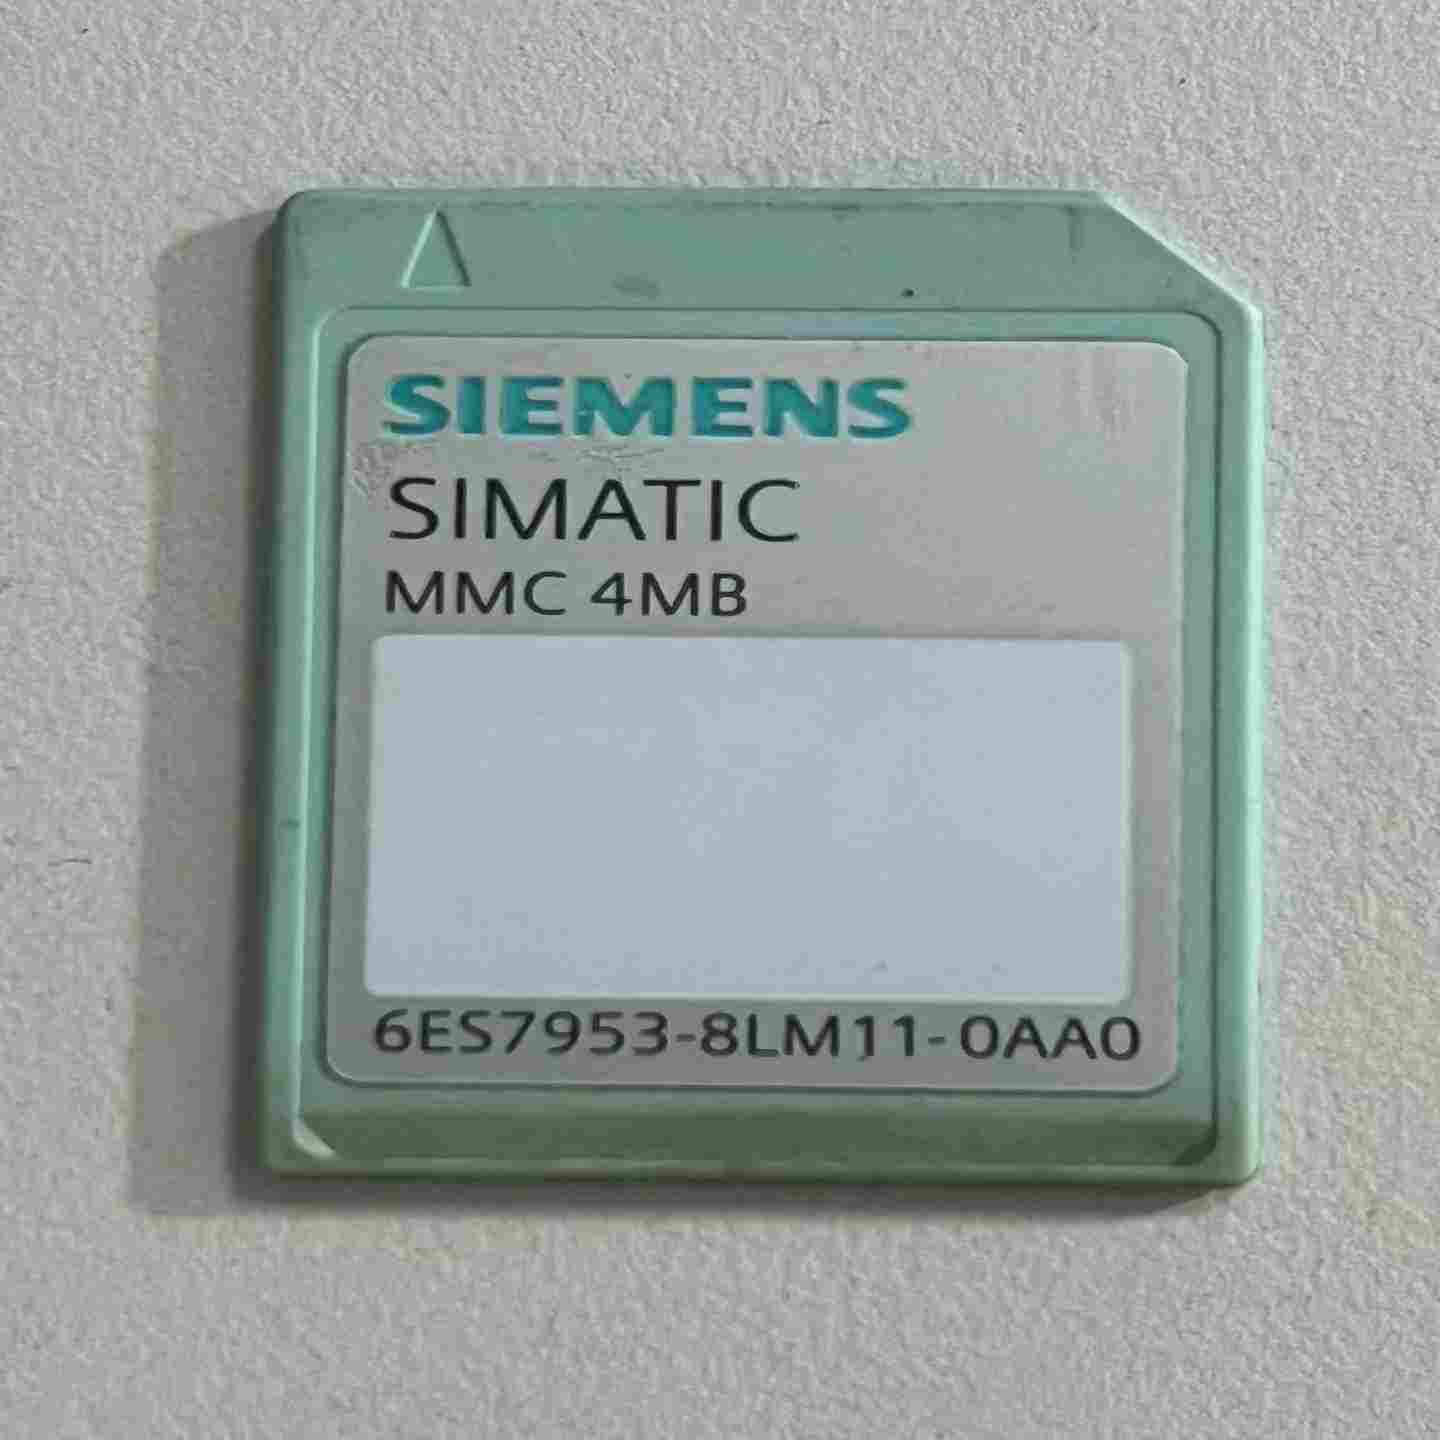 SIEMENS
SIMATIC
MMC 4MB
6ES7953-8LM11-0AA0